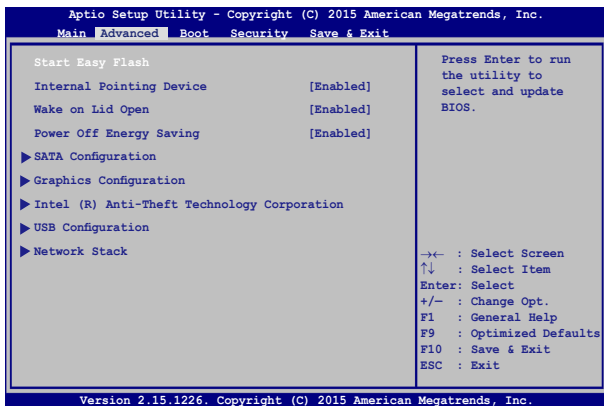 Aptio Setup Utility - Copyright (C) 2015 American Megatrends, Inc.
Main Advanced Boot Security Save & Exit
Start Easy Flash
Internal Pointing Device [Enabled]
Wake on Lid Open [Enabled]
Power Off Energy Saving [Enabled]
SATA Configuration
Graphics Configuration
Intel (R) Anti-Theft Technology Corporation
USB Configuration
Network Stack
Press Enter to run
the utility to
select and update
BIOS.
→← : Select Screen
↑↓ : Select Item
Enter: Select
+/— : Change Opt.
F1 : General Help
F9 : Optimized Defaults
F10 : Save & Exit
ESC : Exit
Version 2.15.1226. Copyright (C) 2015 American Megatrends, Inc.